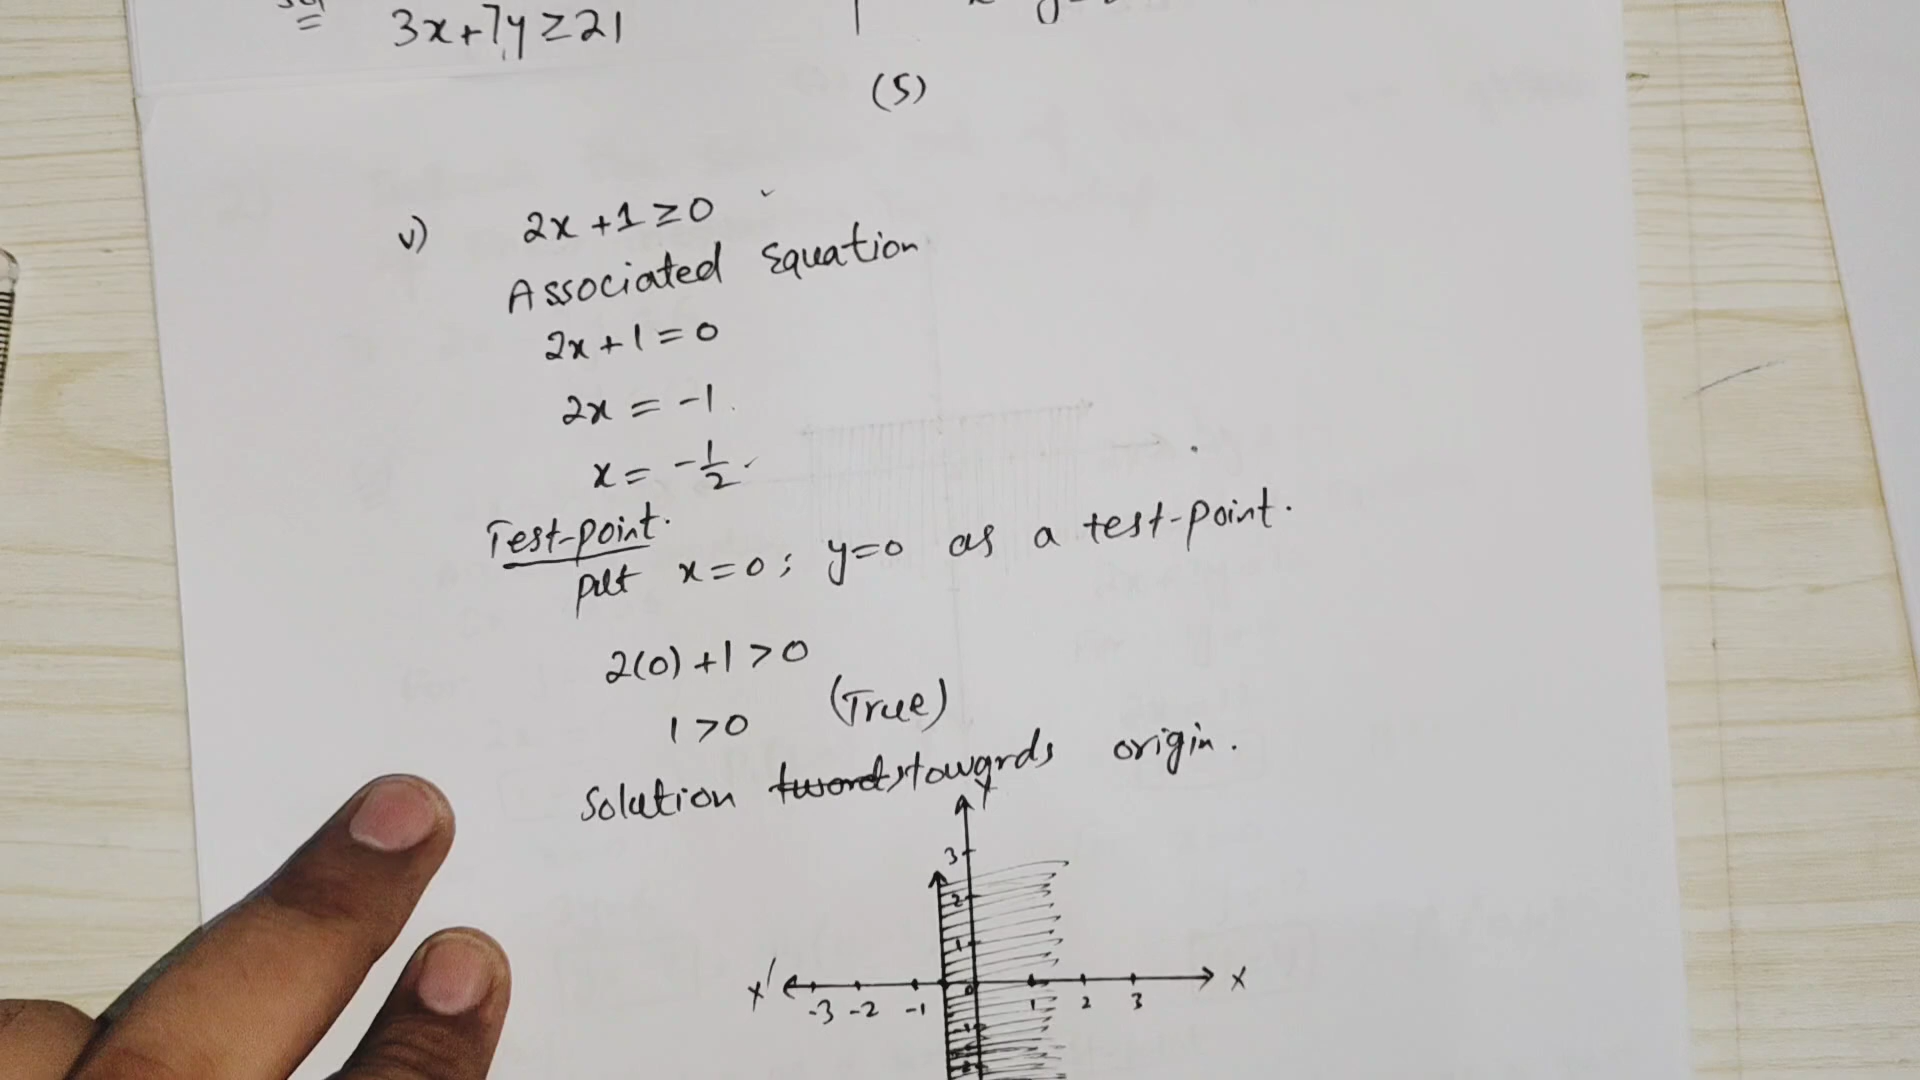 3x+7y≥21
(5)
v) 2x+1≥0
Associated Equation
2x+1=0
2x = -1
x = -1/2
Test-point.
put x=0; y=0 as a test-point.
2(0)+1>0
1>0 (True)
Solution towards origin.
Y
3
2
1
x' -3 -2 -1 0 1 2 3 X
-1
-2